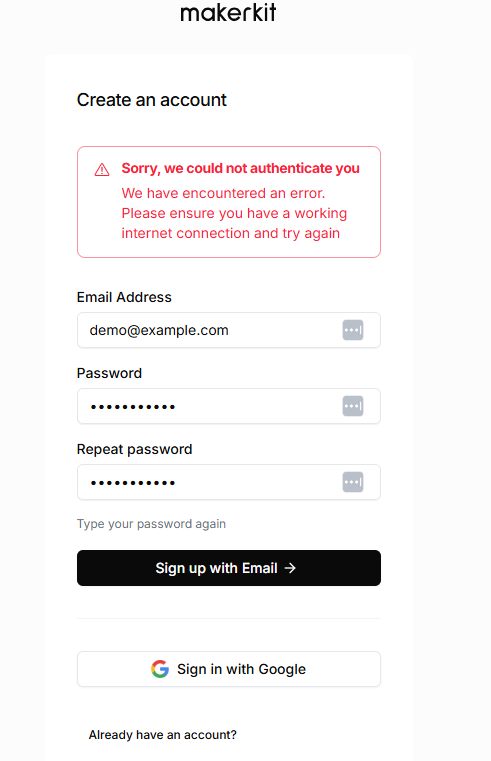 makerkit
Create an account
Sorry, we could not authenticate you
We have encountered an error.
Please ensure you have a working
internet connection and try again
Email Address
demo@example.com
Password
•••••••••••
Repeat password
•••••••••••
Type your password again
Sign up with Email →
Sign in with Google
Already have an account?